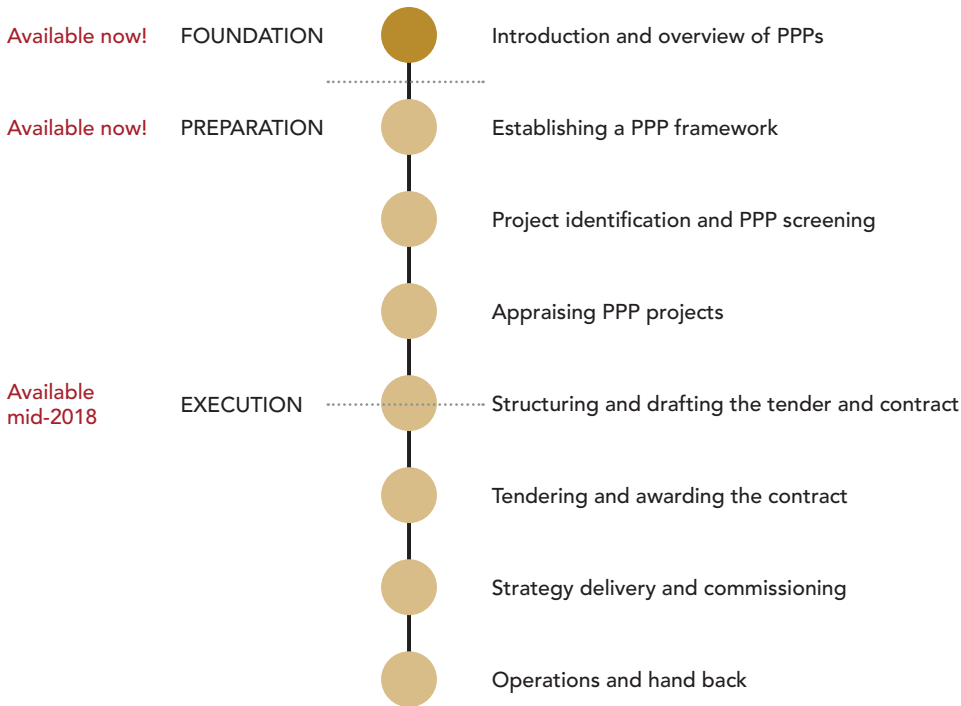 Available now! FOUNDATION Introduction and overview of PPPs
Available now! PREPARATION Establishing a PPP framework
Project identification and PPP screening
Appraising PPP projects
Available
mid-2018
EXECUTION Structuring and drafting the tender and contract
Tendering and awarding the contract
Strategy delivery and commissioning
Operations and hand back